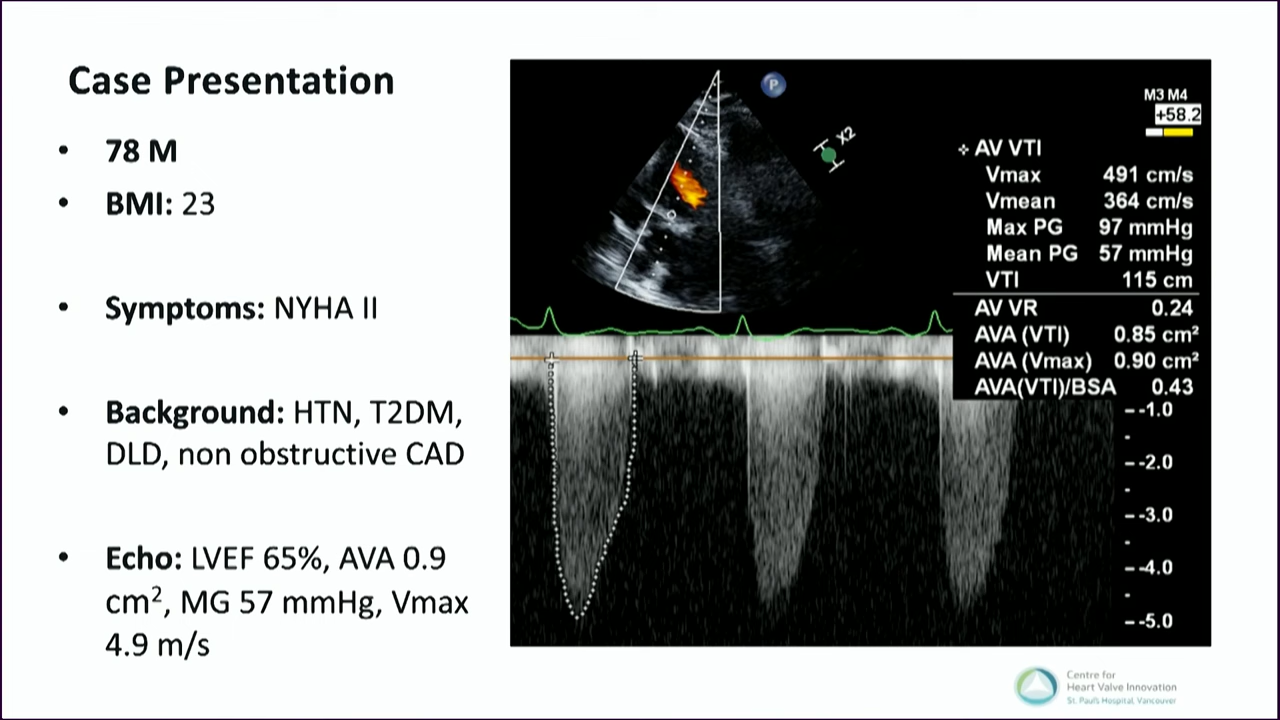 Case Presentation
• 78 M
• BMI: 23
• Symptoms: NYHA II
• Background: HTN, T2DM,
DLD, non obstructive CAD
• Echo: LVEF 65%, AVA 0.9
cm², MG 57 mmHg, Vmax
4.9 m/s
P
X2
M3 M4
+58.2
AV VTI
Vmax 491 cm/s
Vmean 364 cm/s
Max PG 97 mmHg
Mean PG 57 mmHg
VTI 115 cm
AV VR 0.24
AVA (VTI) 0.85 cm²
AVA (Vmax) 0.90 cm²
AVA(VTI)/BSA 0.43
-1.0
-2.0
-3.0
-4.0
-5.0
Centre for
Heart Valve Innovation
St. Paul's Hospital, Vancouver